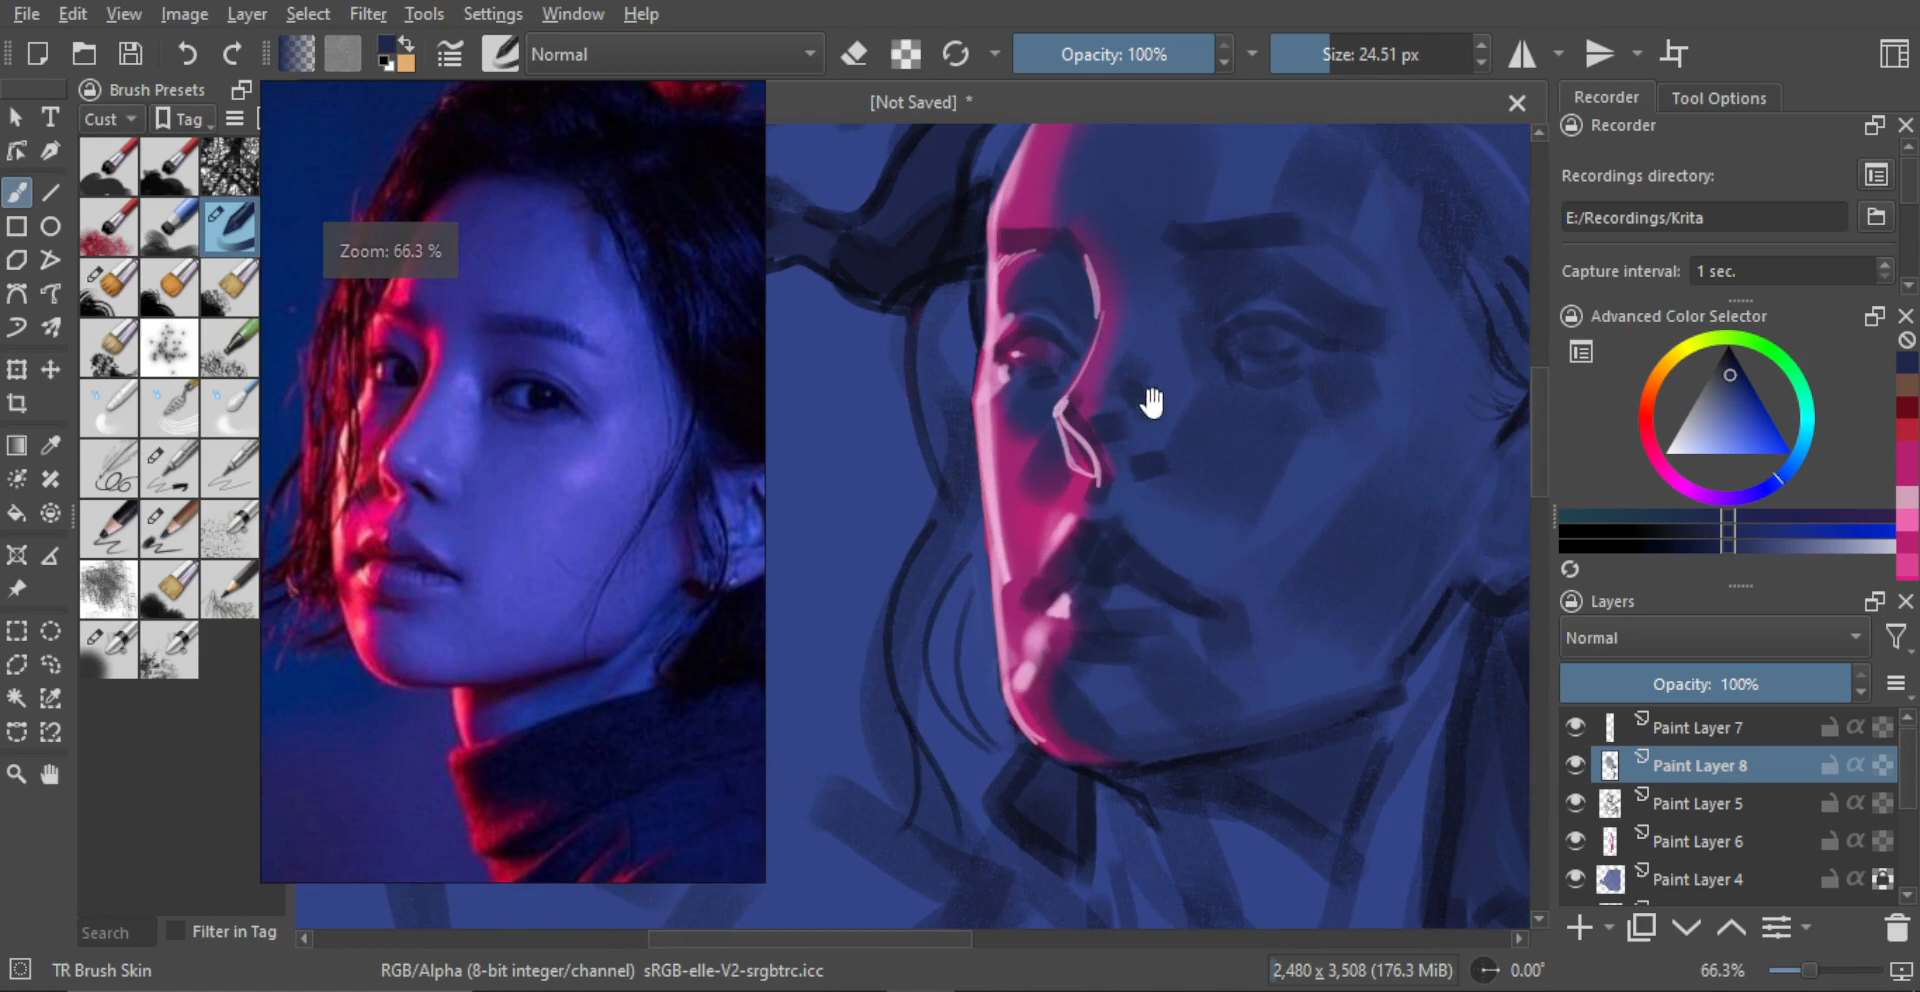 File Edit View Image Layer Select Filter Tools Settings Window Help
Normal Opacity: 100% Size: 24.51 px
Brush Presets
Cust Tag
[Not Saved] *
Recorder Tool Options
Recorder
Recordings directory:
E:/Recordings/Krita
Capture interval: 1 sec.
Zoom: 66.3 %
Advanced Color Selector
Layers
Normal
Opacity: 100%
Paint Layer 7
Paint Layer 8
Paint Layer 5
Paint Layer 6
Paint Layer 4
Search Filter in Tag
TR Brush Skin RGB/Alpha (8-bit integer/channel) sRGB-elle-V2-srgbtrc.icc 2,480 x 3,508 (176.3 MiB) 0.00° 66.3%